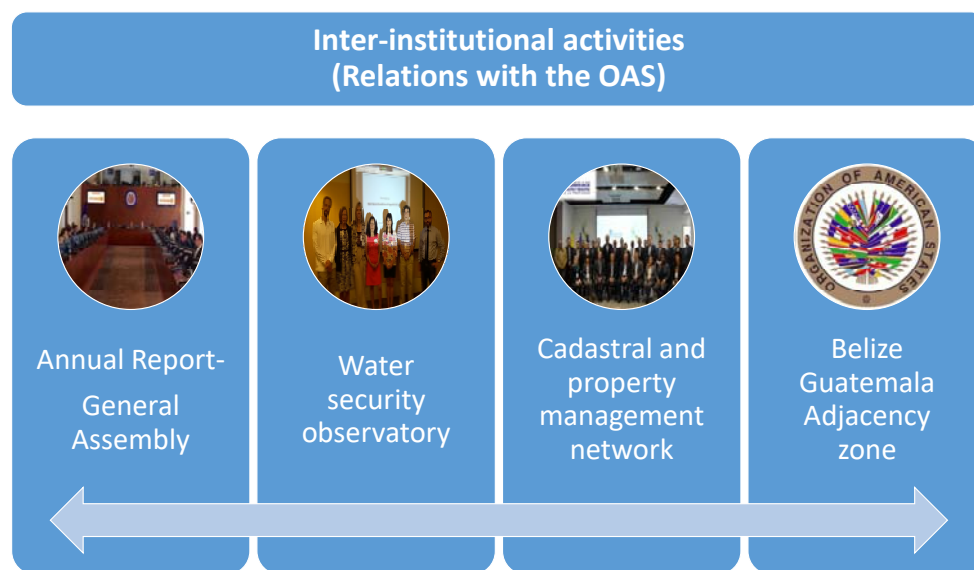 Inter-institutional activities
(Relations with the OAS)
Annual Report-
General
Assembly
Water
security
observatory
Cadastral and
property
management
network
ORGANIZATION OF AMERICAN STATES
Belize
Guatemala
Adjacency
zone